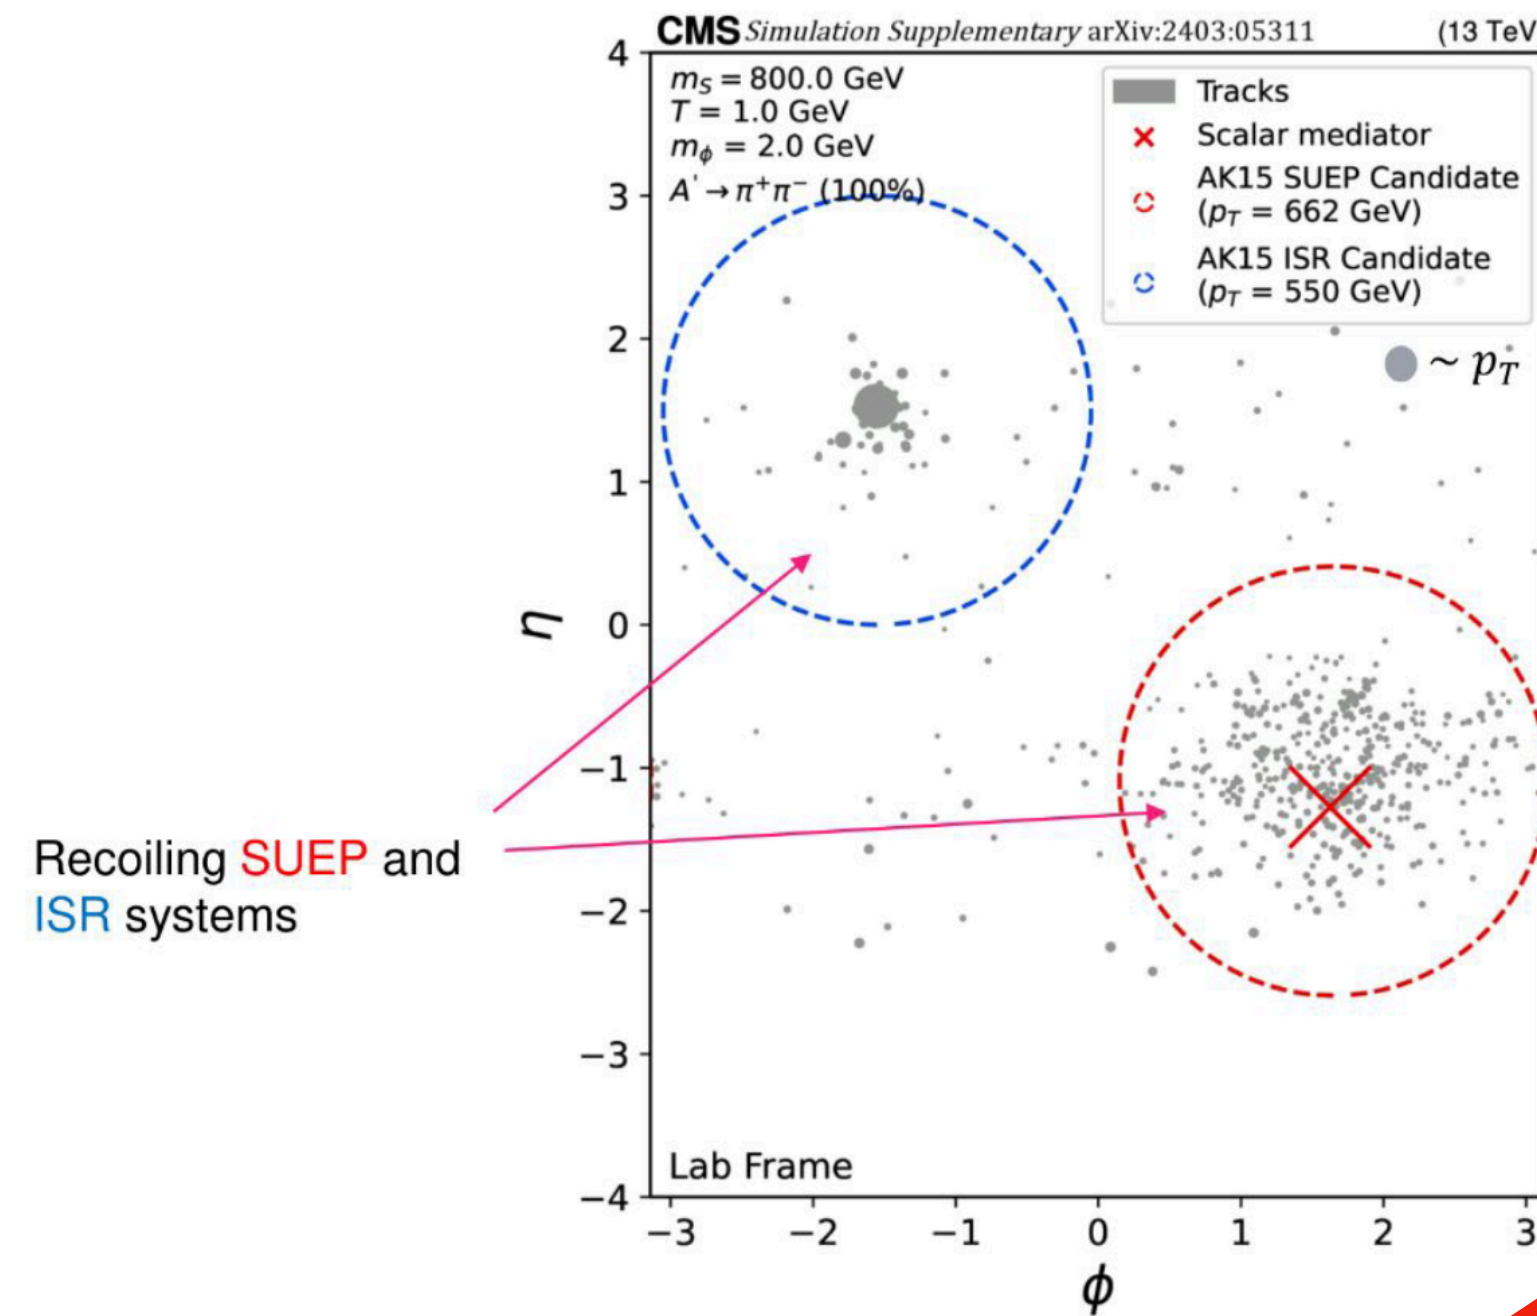 CMS Simulation Supplementary arXiv:2403:05311 (13 TeV
m_S = 800.0 GeV
T = 1.0 GeV
m_ϕ = 2.0 GeV
A' → π⁺π⁻ (100%)
Tracks
Scalar mediator
AK15 SUEP Candidate
(p_T = 662 GeV)
AK15 ISR Candidate
(p_T = 550 GeV)
~ p_T
4
3
2
1
0
−1
−2
−3
−4
η
Recoiling SUEP and
ISR systems
Lab Frame
−3 −2 −1 0 1 2 3
ϕ